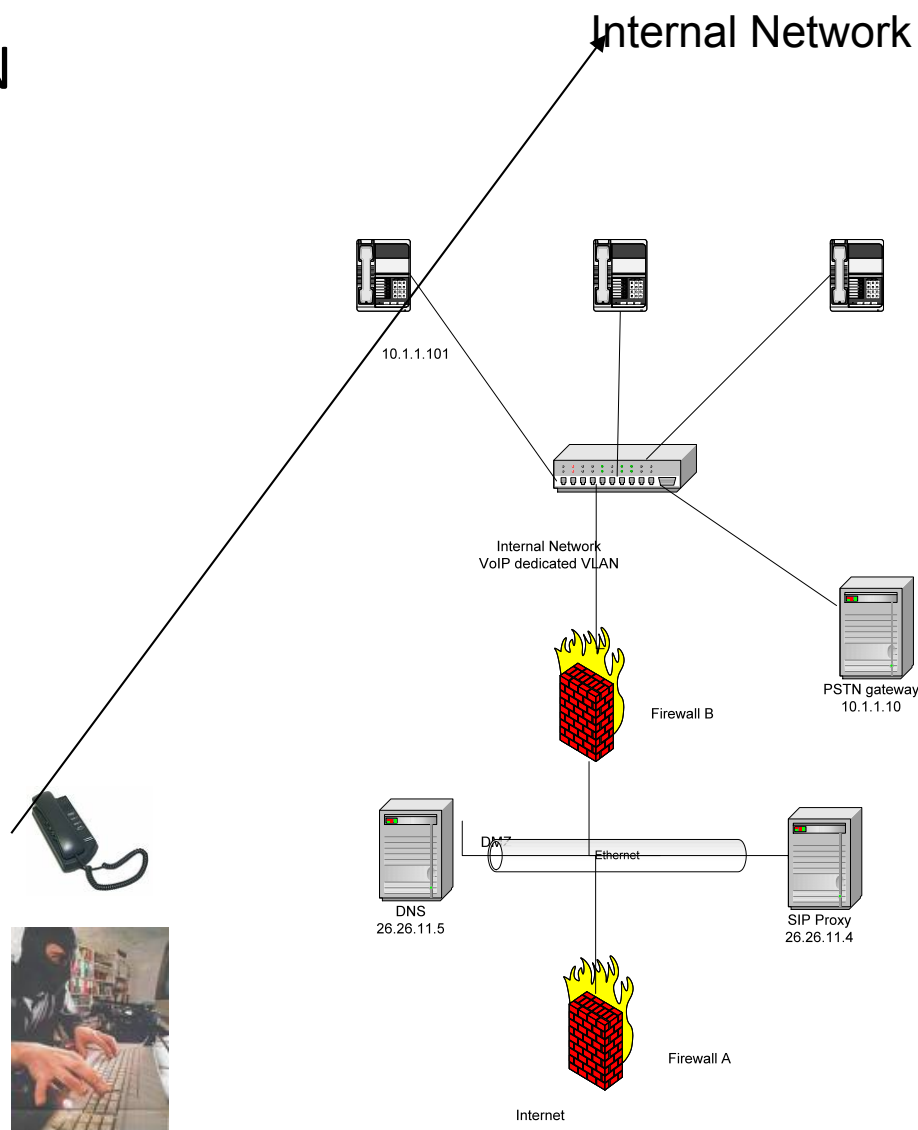 Internal Network
N
10.1.1.101
Internal Network
VoIP dedicated VLAN
PSTN gateway
10.1.1.10
Firewall B
DMZ
Ethernet
DNS
26.26.11.5
SIP Proxy
26.26.11.4
Firewall A
Internet